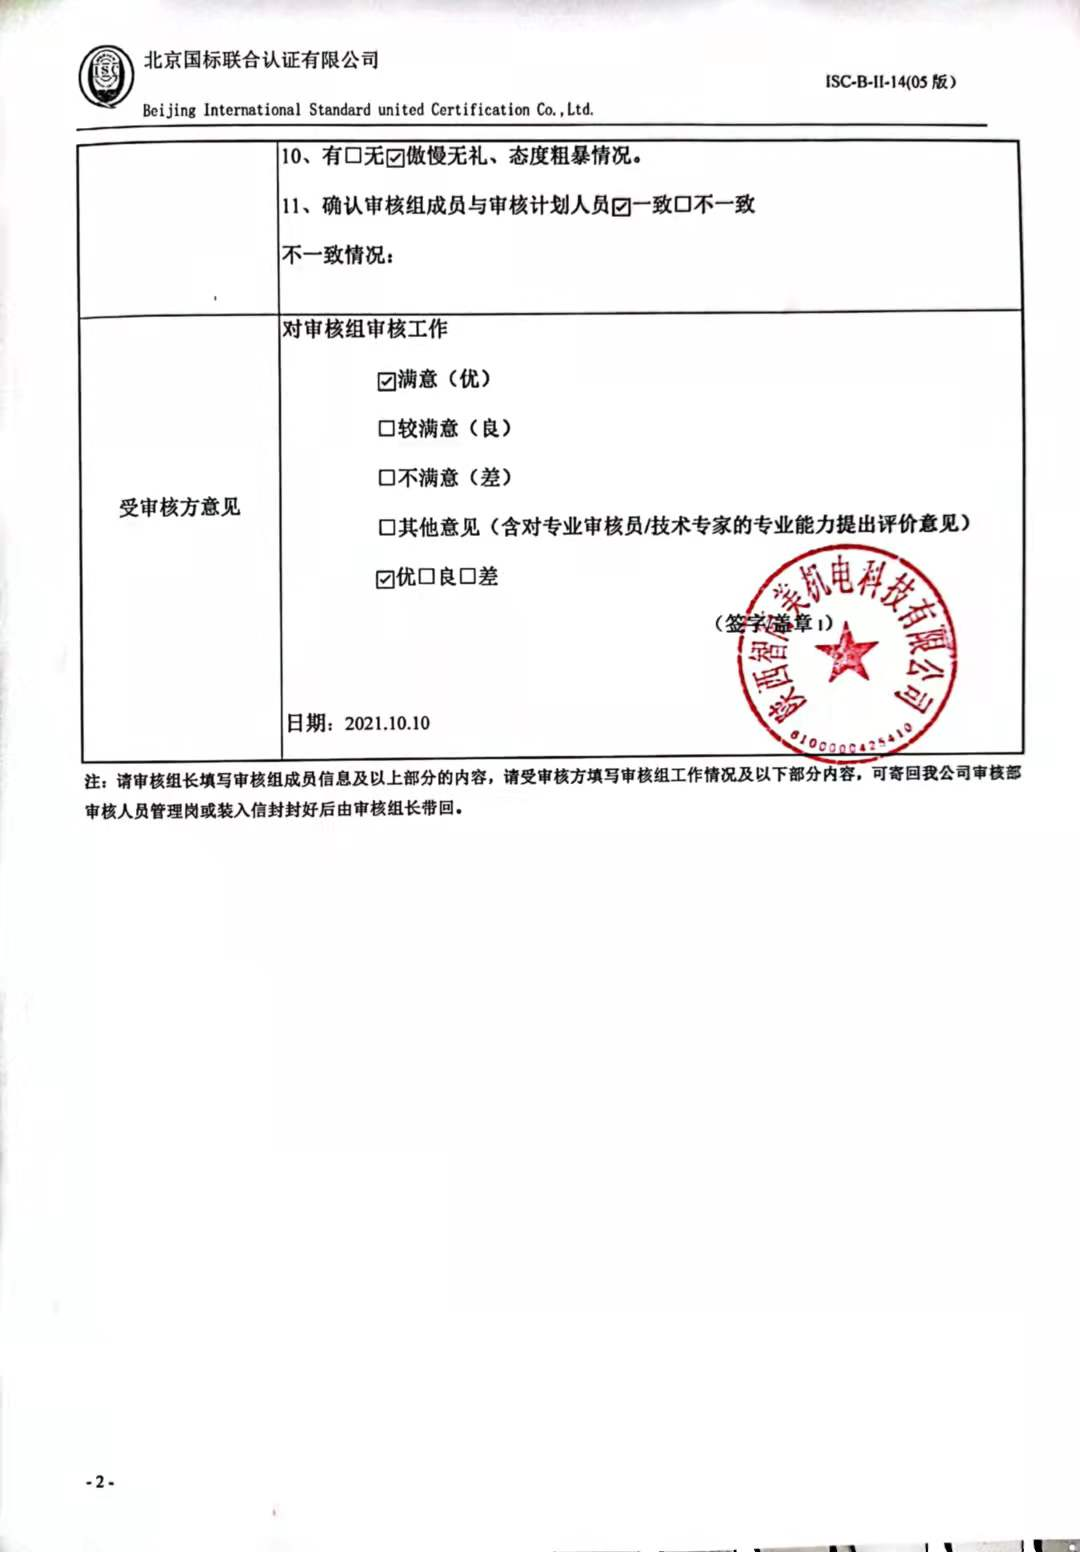 北京国标联合认证有限公司
ISC-B-II-14(05 版)
Beijing International Standard united Certification Co.,Ltd.
10、有☐无☑傲慢无礼、态度粗暴情况。
11、确认审核组成员与审核计划人员☑一致☐不一致
不一致情况:
受审核方意见
对审核组审核工作
☑满意（优）
☐较满意（良）
☐不满意（差）
☐其他意见（含对专业审核员/技术专家的专业能力提出评价意见）
☑优☐良☐差
（签字/盖章）
陕西智 美机电科技有限公司
6100000425410
日期: 2021.10.10
注: 请审核组长填写审核组成员信息及以上部分的内容，请受审核方填写审核组工作情况及以下部分内容，可寄回我公司审核部
审核人员管理岗或装入信封封好后由审核组长带回。
- 2 -